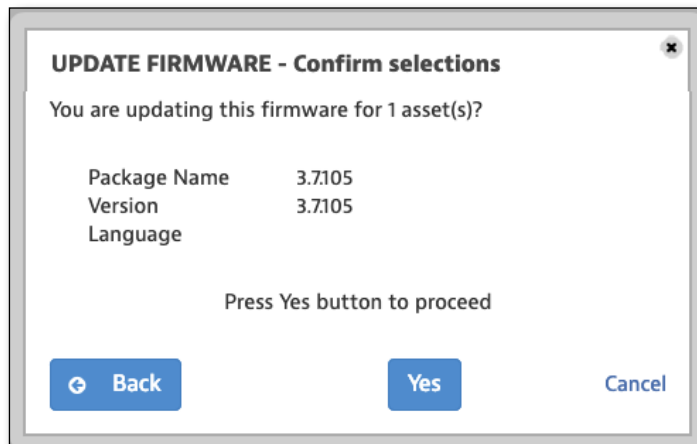 UPDATE FIRMWARE - Confirm selections
You are updating this firmware for 1 asset(s)?
Package Name 3.7.105
Version 3.7.105
Language
Press Yes button to proceed
Back Yes Cancel